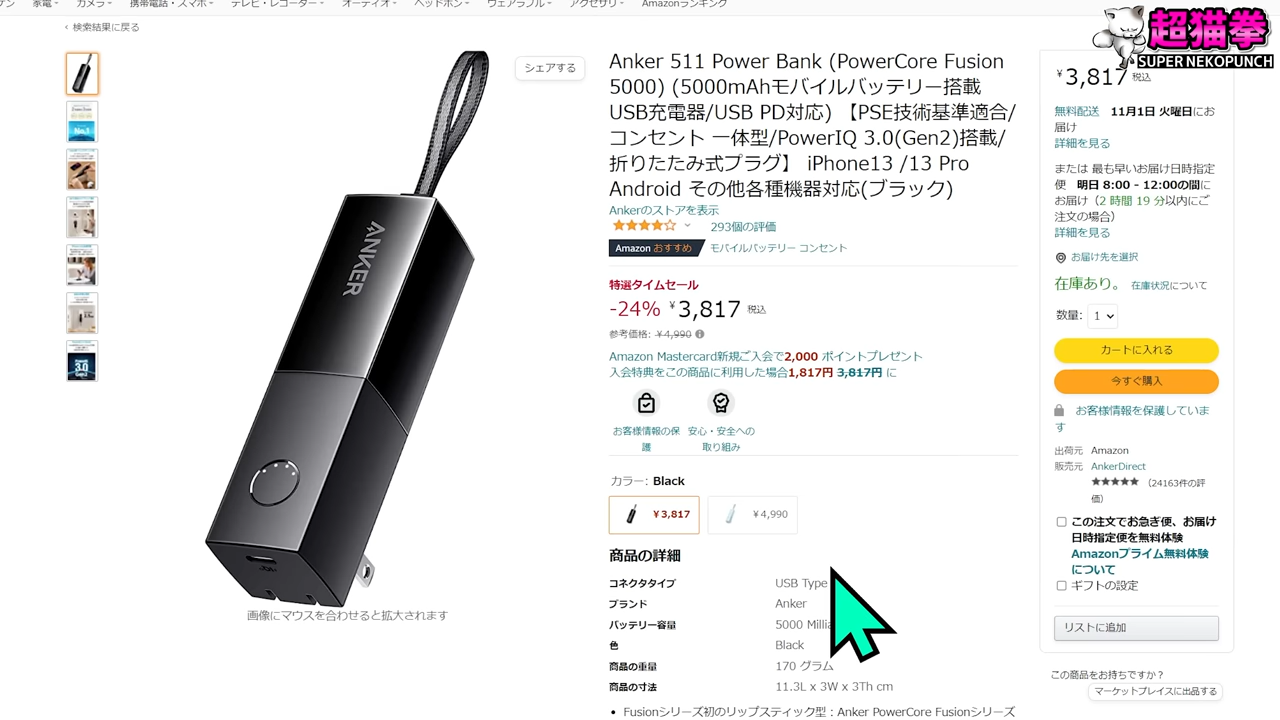 家電
カメラ
携帯電話・スマホ
テレビ・レコーダー
オーディオ
ヘッドホン
ウェアラブル
アクセサリ
Amazonランキング
超猫拳
SUPER NEKOPUNCH
‹ 検索結果に戻る
シェアする
ANKER
画像にマウスを合わせると拡大されます
Anker 511 Power Bank (PowerCore Fusion
5000) (5000mAhモバイルバッテリー搭載
USB充電器/USB PD対応) 【PSE技術基準適合/
コンセント 一体型/PowerIQ 3.0(Gen2)搭載/
折りたたみ式プラグ】 iPhone13 /13 Pro
Android その他各種機器対応(ブラック)
Ankerのストアを表示
293個の評価
Amazon おすすめ モバイルバッテリー コンセント
特選タイムセール
-24% ¥3,817 税込
参考価格: ¥4,990
Amazon Mastercard新規ご入会で2,000 ポイントプレゼント
入会特典をこの商品に利用した場合1,817円 3,817円 に
お客様情報の保
護
安心・安全への
取り組み
カラー: Black
¥3,817
¥4,990
商品の詳細
コネクタタイプ USB Type
ブランド Anker
バッテリー容量 5000 Milli
色 Black
商品の重量 170 グラム
商品の寸法 11.3L x 3W x 3Th cm
• Fusionシリーズ初のリップスティック型：Anker PowerCore Fusionシリーズ
¥3,817 税込
無料配送 11月1日 火曜日にお
届け
詳細を見る
または 最も早いお届け日時指定
便 明日 8:00 - 12:00の間に
お届け（2 時間 19 分以内にご
注文の場合）
詳細を見る
お届け先を選択
在庫あり。 在庫状況について
数量: 1
カートに入れる
今すぐ購入
お客様情報を保護していま
す
出荷元 Amazon
販売元 AnkerDirect
★★★★★ （24163件の評
価）
この注文でお急ぎ便、お届け
日時指定便を無料体験
Amazonプライム無料体験
について
ギフトの設定
リストに追加
この商品をお持ちですか？
マーケットプレイスに出品する